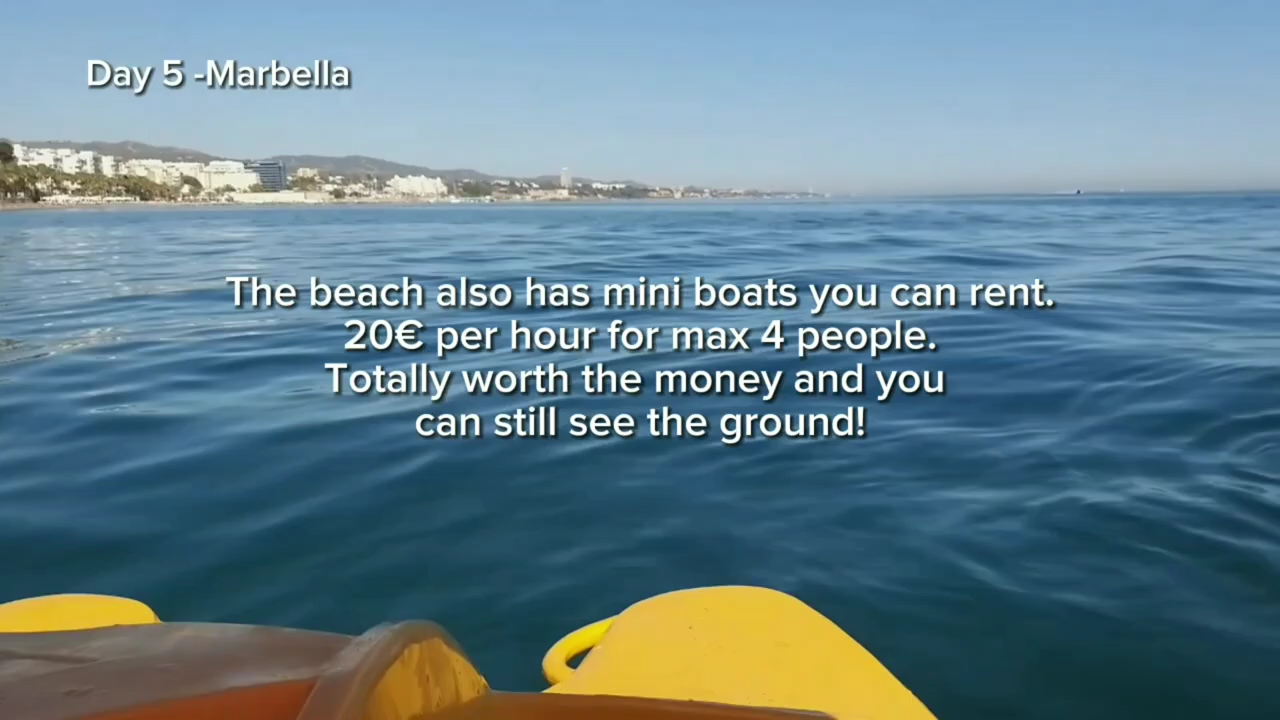 Day 5 -Marbella
The beach also has mini boats you can rent.
20€ per hour for max 4 people.
Totally worth the money and you
can still see the ground!